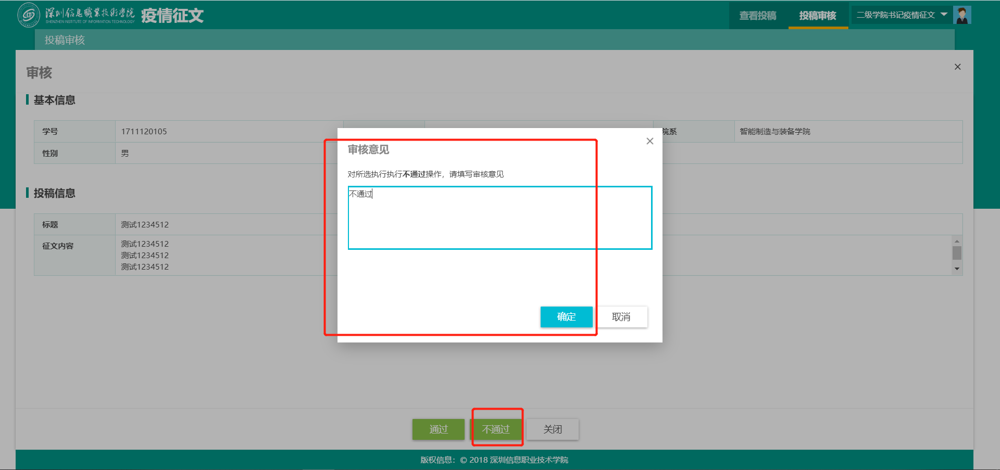 深圳信息職業技術學院
SHENZHEN INSTITUTE OF INFORMATION TECHNOLOGY
疫情征文
查看投稿
投稿审核
二级学院书记疫情征文
投稿审核
审核
基本信息
学号 1711120105
院系 智能制造与装备学院
性别 男
投稿信息
标题 测试1234512
征文内容 测试1234512
测试1234512
测试1234512
审核意见
对所选执行执行不通过操作，请填写审核意见
不通过
确定 取消
通过 不通过 关闭
版权信息：© 2018 深圳信息职业技术学院